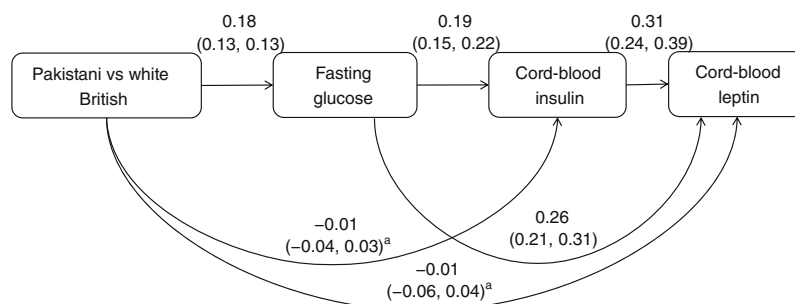 0.18
(0.13, 0.13)
0.19
(0.15, 0.22)
0.31
(0.24, 0.39)
Pakistani vs white
British
Fasting
glucose
Cord-blood
insulin
Cord-blood
leptin
−0.01
(−0.04, 0.03)a
0.26
(0.21, 0.31)
−0.01
(−0.06, 0.04)a